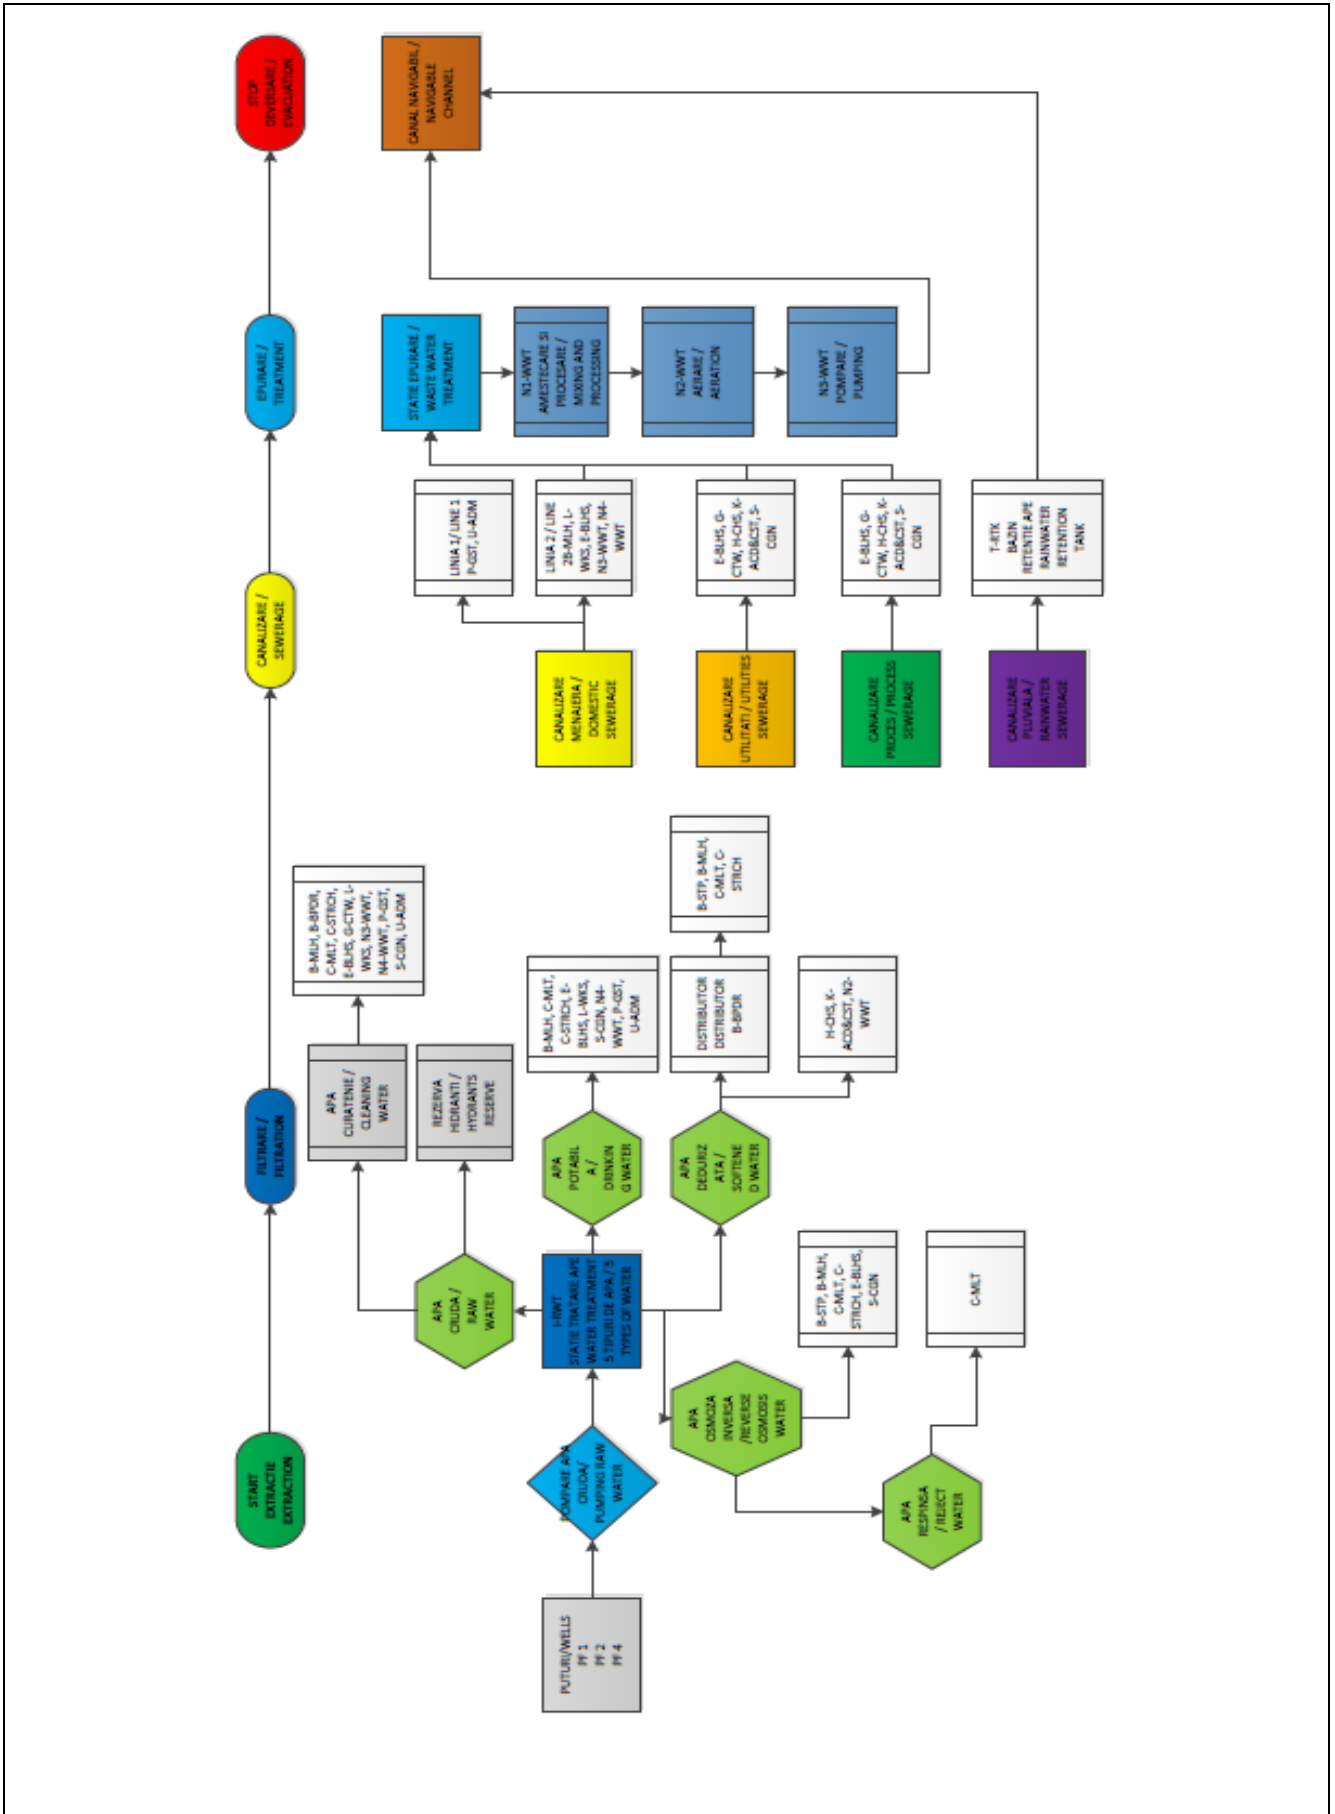 START
EXTRACTIE
EXTRACTION
FILTRARE /
FILTRATION
CANALIZARE /
SEWERAGE
EPURARE /
TREATMENT
STOP
DEVERSARE /
EVACUATION
PUTURI/WELLS
PF 1
PF 2
PF 4
POMPARE APA
CRUDA/
PUMPING RAW
WATER
I-RWT
STATIE TRATARE APE
WATER TREATMENT
5 TIPURI DE APA / 5
TYPES OF WATER
APA
CRUDA /
RAW
WATER
APA
CURATENIE /
CLEANING
WATER
B-MLH, B-BPDR,
C-MLT, C-STRCH,
E-BLHS, G-CTW, L-
WKS, N3-WWT,
N4-WWT, P-GST,
S-CGN, U-ADM
REZERVA
HIDRANTI /
HYDRANTS
RESERVE
APA
POTABIL
A /
DRINKIN
G WATER
B-MLH, C-MLT,
C-STRCH, E-
BLHS, L-WKS,
S-CGN, N4-
WWT, P-GST,
U-ADM
APA
DEDURIZ
ATA /
SOFTENE
D WATER
DISTRIBUITOR
DISTRIBUTOR
B-BPDR
B-STP, B-MLH,
C-MLT, C-
STRCH
H-CHS, K-
ACD&CST, N2-
WWT
APA
OSMOZA
INVERSA
/REVERSE
OSMOSIS
WATER
B-STP, B-MLH,
C-MLT, C-
STRCH, E-BLHS,
S-CGN
APA
RESPINSA
/ REJECT
WATER
C-MLT
CANALIZARE
MENAJERA /
DOMESTIC
SEWERAGE
LINIA 1/ LINE 1
P-GST, U-ADM
LINIA 2 / LINE
2B-MLH, L-
WKS, E-BLHS,
N3-WWT, N4-
WWT
CANALIZARE
UTILITATI / UTILITIES
SEWERAGE
E-BLHS, G-
CTW, H-CHS, K-
ACD&CST, S-
CGN
CANALIZARE
PROCES / PROCESS
SEWERAGE
E-BLHS, G-
CTW, H-CHS, K-
ACD&CST, S-
CGN
CANALIZARE
PLUVIALA /
RAINWATER
SEWERAGE
T-RTK
BAZIN
RETENTIE APE
RAINWATER
RETENTION
TANK
STATIE EPURARE /
WASTE WATER
TREATMENT
N1-WWT
AMESTECARE SI
PROCESARE /
MIXING AND
PROCESSING
N2-WWT
AERARE /
AERATION
N3-WWT
POMPARE /
PUMPING
CANAL NAVIGABIL /
NAVIGABLE
CHANNEL